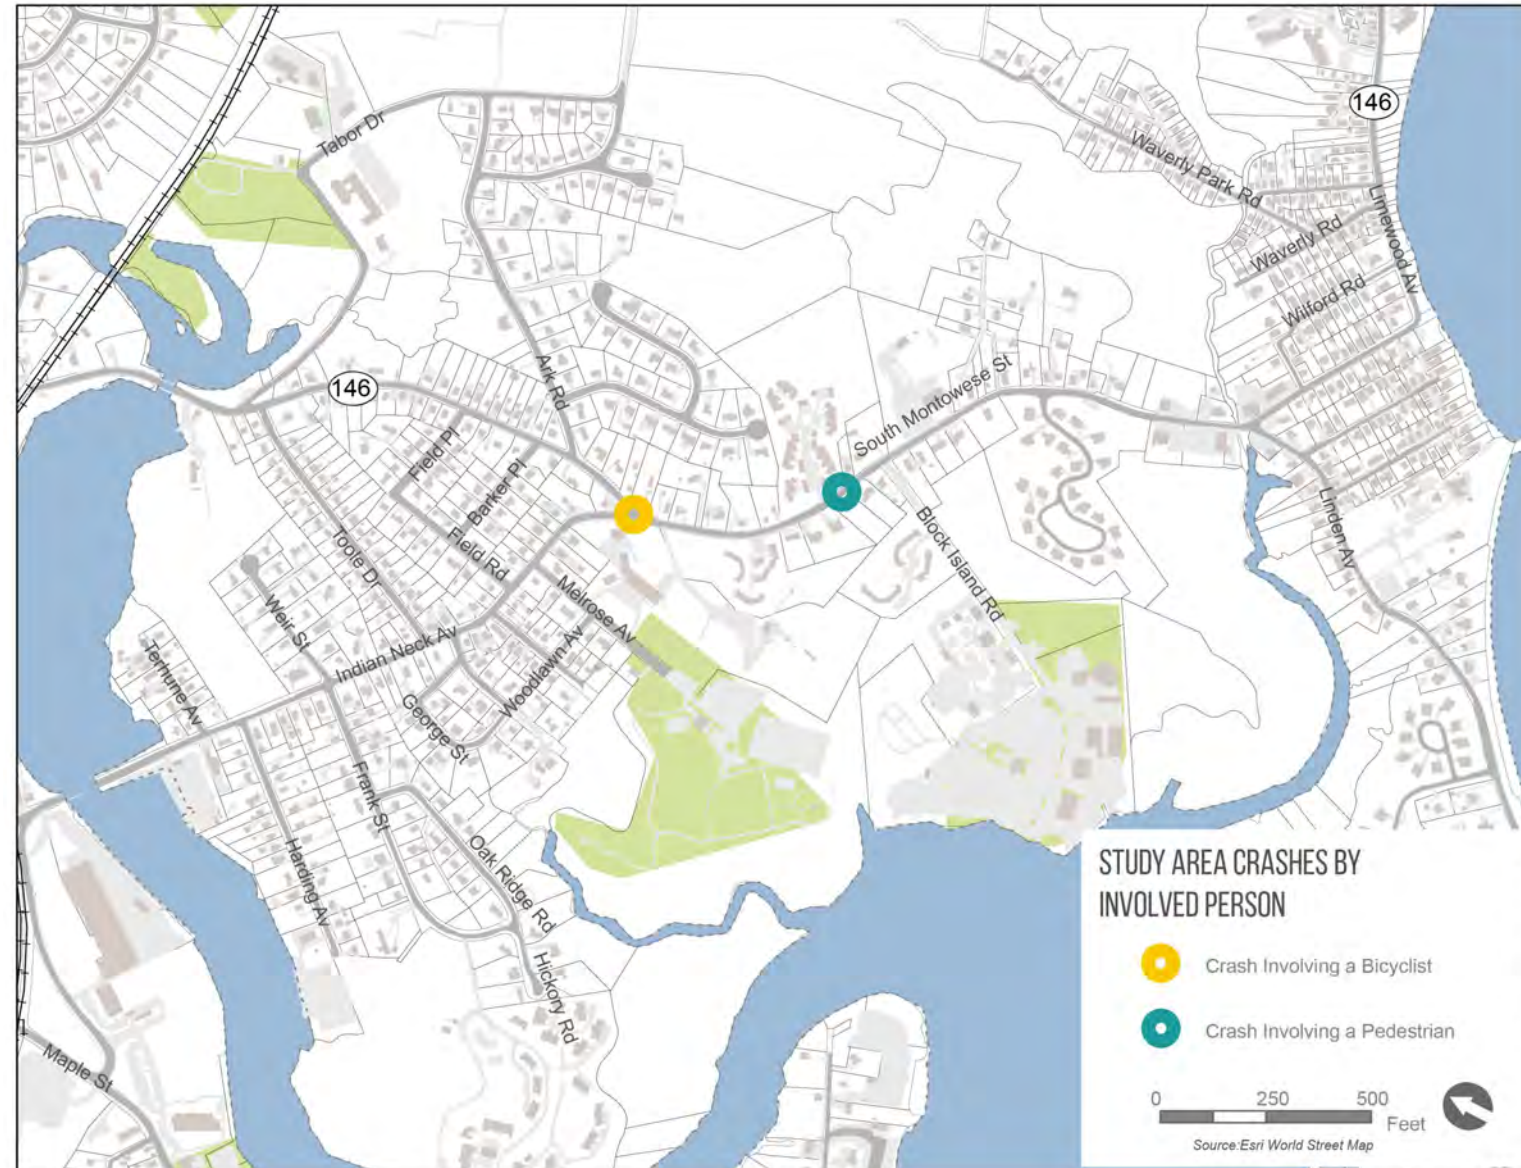 146
Tabor Dr
Waverly Park Rd
Limewood Av
Waverly Rd
Wilford Rd
146
Ark Rd
South Montowese St
Field Pl
Barker Pl
Linden Av
Toole Dr
Field Rd
Block Island Rd
Melrose Av
Weir St
Indian Neck Av
Woodlawn Av
Terhune Av
George St
Frank St
Oak Ridge Rd
Harding Av
Hickory Rd
Maple St
STUDY AREA CRASHES BY
INVOLVED PERSON
Crash Involving a Bicyclist
Crash Involving a Pedestrian
0 250 500
Feet
Source:Esri World Street Map